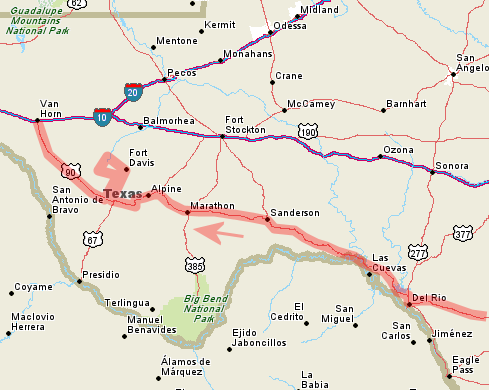 62
Guadalupe
Mountains
National Park
Midland
Kermit
Odessa
Mentone
Monahans
San
Angelo
Pecos
Crane
20
Van
Horn
McCamey
Barnhart
10
Balmorhea
Fort
Stockton
190
Fort
Davis
Ozona
Sonora
90
San
Antonio de
Bravo
Texas
Alpine
Marathon
Sanderson
67
377
277
385
Las
Cuevas
Presidio
Coyame
Terlingua
Big Bend
National
Park
Del Rio
Maclovio
Herrera
Manuel
Benavides
El
Cedrito
San
Miguel
San
Carlos
Jiménez
Ejido
Jaboncillos
Álamos de
Márquez
La
Babia
Eagle
Pass